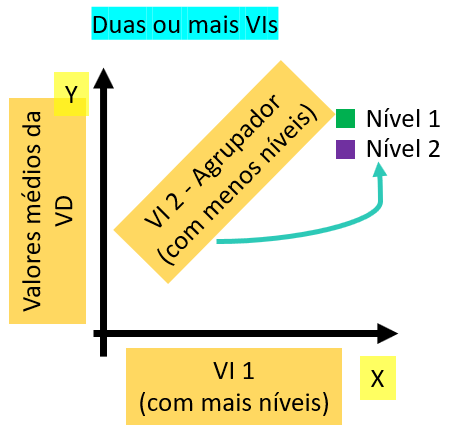 Duas ou mais VIs
Y
Valores médios da
VD
VI 2 - Agrupador
(com menos níveis)
Nível 1
Nível 2
VI 1
(com mais níveis)
X